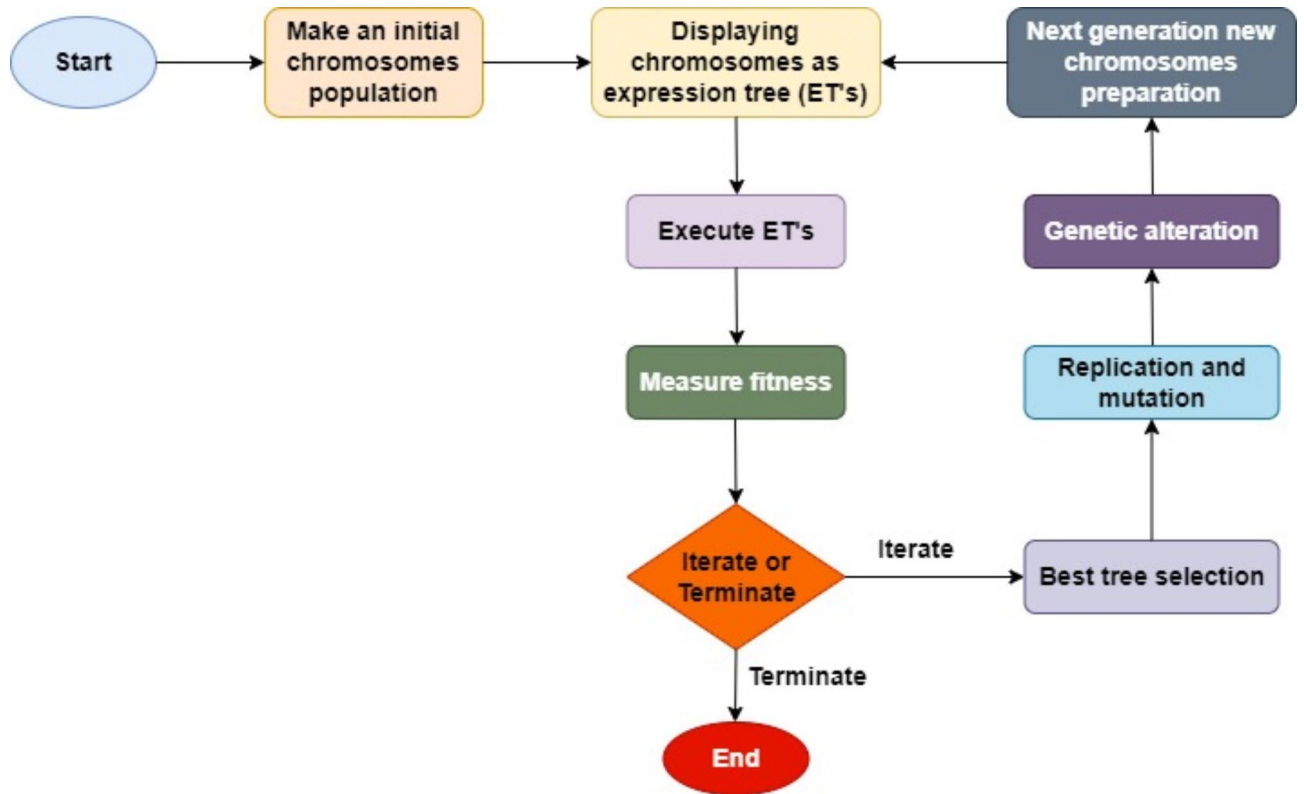 Start
Make an initial
chromosomes
population
Displaying
chromosomes as
expression tree (ET's)
Next generation new
chromosomes
preparation
Execute ET's
Genetic alteration
Measure fitness
Replication and
mutation
Iterate or
Terminate
Iterate
Best tree selection
Terminate
End